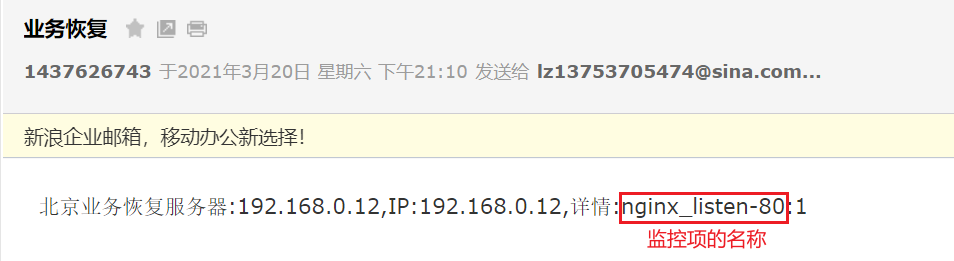 业务恢复
1437626743 于2021年3月20日 星期六 下午21:10 发送给 lz13753705474@sina.com...
新浪企业邮箱，移动办公新选择！
北京业务恢复服务器:192.168.0.12,IP:192.168.0.12,详情:nginx_listen-80:1
监控项的名称